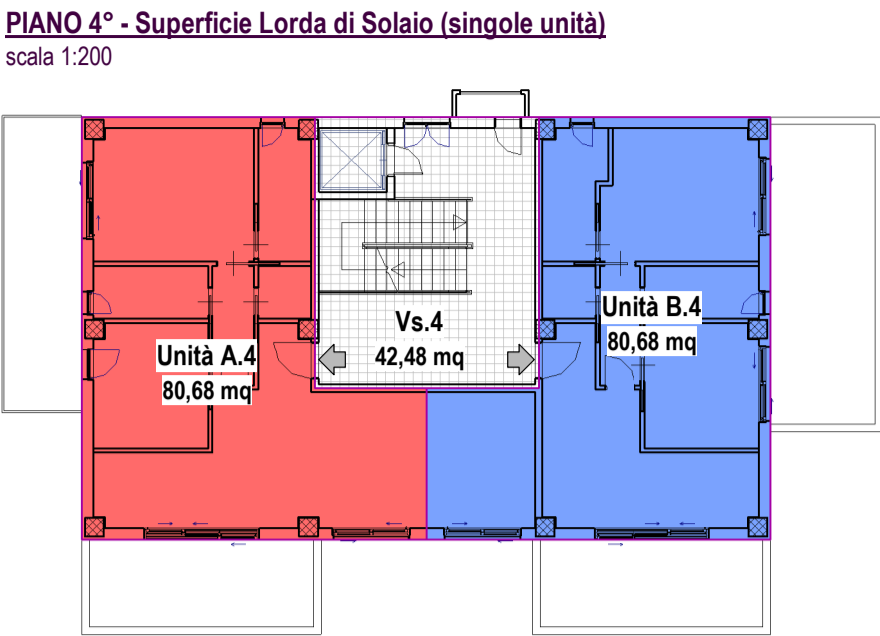 PIANO 4° - Superficie Lorda di Solaio (singole unità)
scala 1:200
Vs.4
42,48 mq
Unità A.4
80,68 mq
Unità B.4
80,68 mq